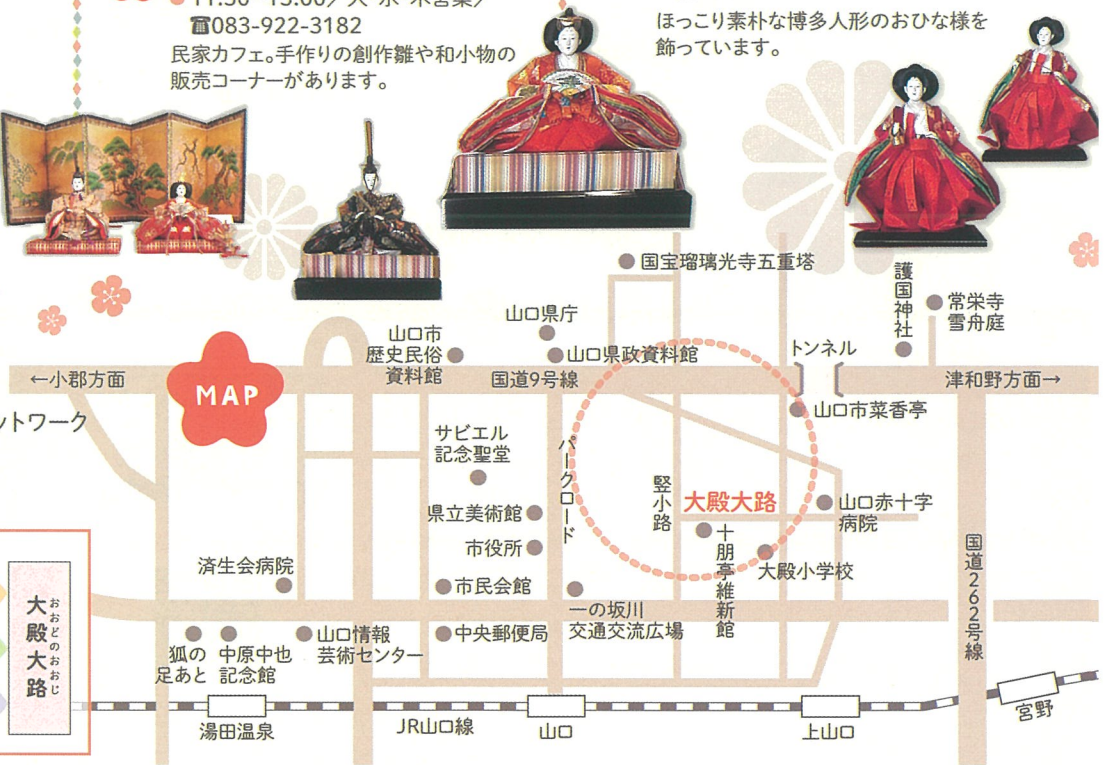 ☎083-922-3182
民家カフェ。手作りの創作雛や和小物の
販売コーナーがあります。
ほっこり素朴な博多人形のおひな様を
飾っています。
国宝瑠璃光寺五重塔
護国神社
常栄寺
雪舟庭
山口県庁
山口市
歴史民俗
資料館
山口県政資料館
トンネル
←小郡方面
MAP
国道9号線
津和野方面→
山口市菜香亭
ットワーク
サビエル
記念聖堂
パークロード
竪小路
大殿大路
山口赤十字
病院
県立美術館
十朋亭維新館
市役所
大殿小学校
国道262号線
済生会病院
市民会館
一の坂川
交通交流広場
おおどのおおじ
大殿大路
狐の
足あと
中原中也
記念館
山口情報
芸術センター
中央郵便局
湯田温泉
JR山口線
山口
上山口
宮野